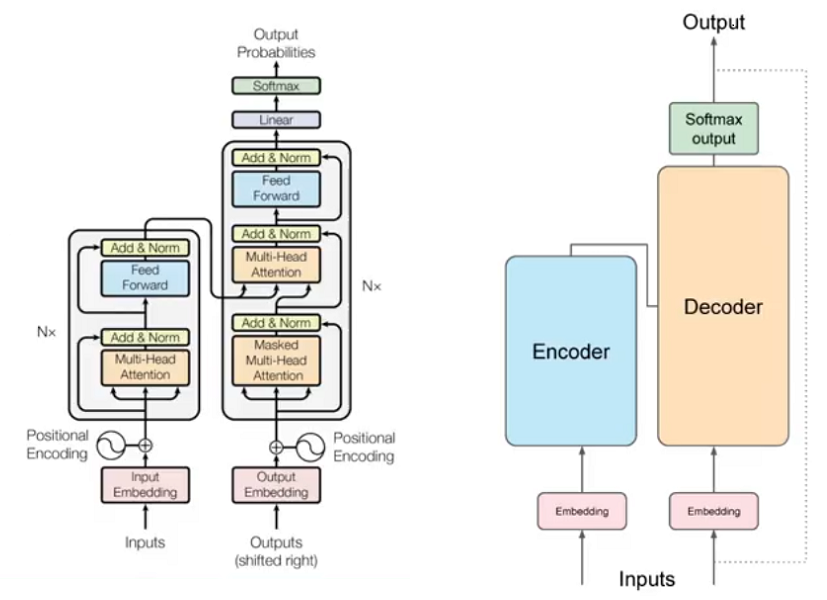 Output
Probabilities
Softmax
Linear
Add & Norm
Feed
Forward
Add & Norm
Multi-Head
Attention
Nx
Add & Norm
Masked
Multi-Head
Attention
Add & Norm
Feed
Forward
Nx
Add & Norm
Multi-Head
Attention
Positional
Encoding
Positional
Encoding
Input
Embedding
Output
Embedding
Inputs
Outputs
(shifted right)
Output
Softmax
output
Decoder
Encoder
Embedding
Embedding
Inputs